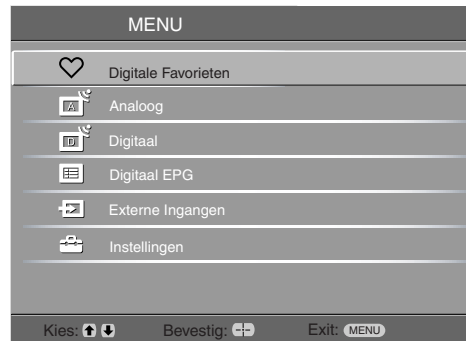 MENU
Digitale Favorieten
A Analoog
D Digitaal
Digitaal EPG
Externe Ingangen
Instellingen
Kies: Bevestig: Exit: MENU